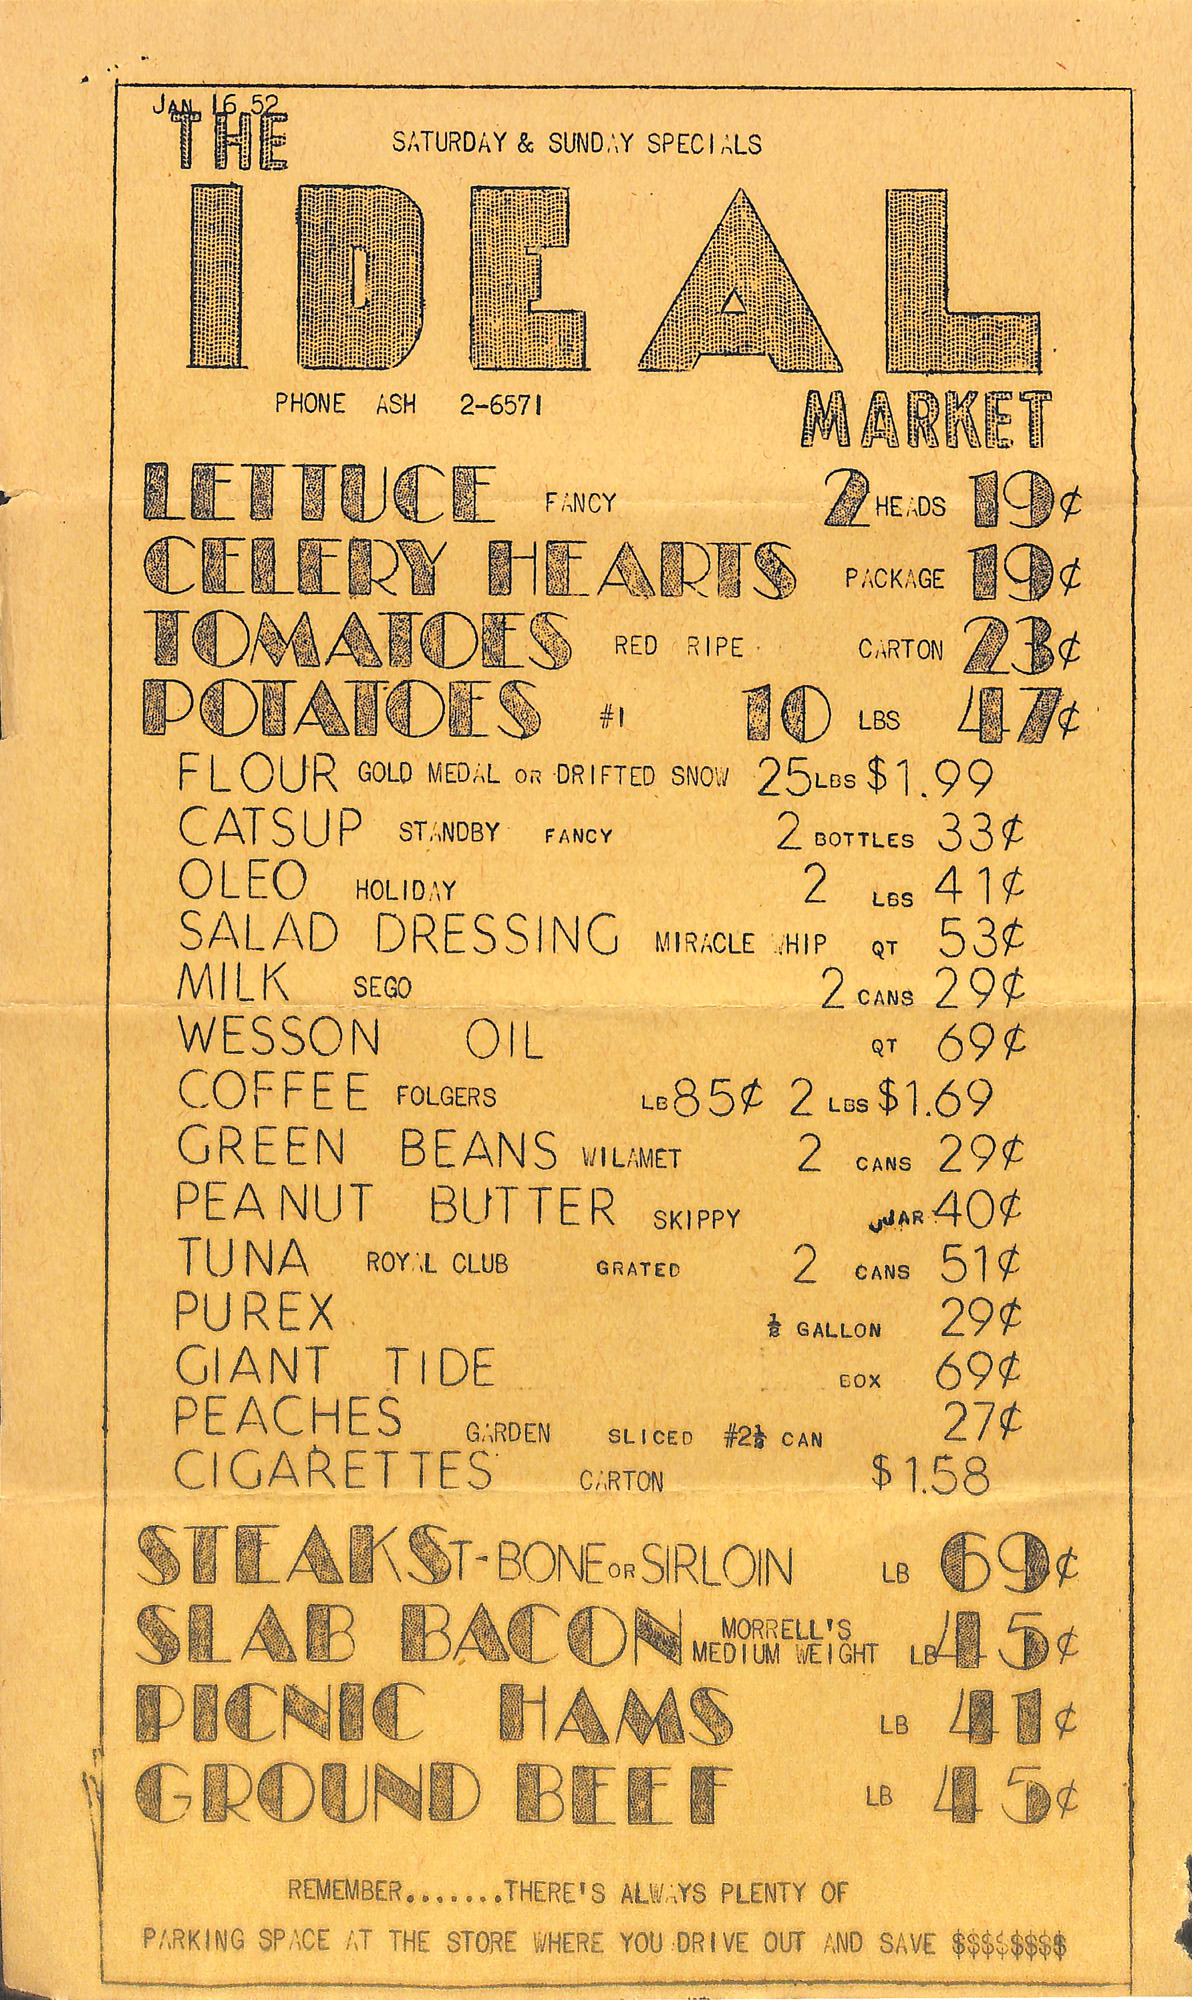 JAN 16 52
THE
SATURDAY & SUNDAY SPECIALS
IDEAL
PHONE ASH 2-6571
MARKET
LETTUCE FANCY 2 HEADS 19¢
CELERY HEARTS PACKAGE 19¢
TOMATOES RED RIPE CARTON 23¢
POTATOES #1 10 LBS 47¢
FLOUR GOLD MEDAL OR DRIFTED SNOW 25 LBS $1.99
CATSUP STANDBY FANCY 2 BOTTLES 33¢
OLEO HOLIDAY 2 LBS 41¢
SALAD DRESSING MIRACLE WHIP QT 53¢
MILK SEGO 2 CANS 29¢
WESSON OIL QT 69¢
COFFEE FOLGERS LB 85¢ 2 LBS $1.69
GREEN BEANS WILAMET 2 CANS 29¢
PEANUT BUTTER SKIPPY JAR 40¢
TUNA ROYAL CLUB GRATED 2 CANS 51¢
PUREX ½ GALLON 29¢
GIANT TIDE BOX 69¢
PEACHES GARDEN SLICED #2½ CAN 27¢
CIGARETTES CARTON $1.58
STEAKS T-BONE OR SIRLOIN LB 69¢
SLAB BACON MORRELL'S MEDIUM WEIGHT LB 45¢
PICNIC HAMS LB 41¢
GROUND BEEF LB 45¢
REMEMBER.......THERE'S ALWAYS PLENTY OF
PARKING SPACE AT THE STORE WHERE YOU DRIVE OUT AND SAVE $$$$$$$$